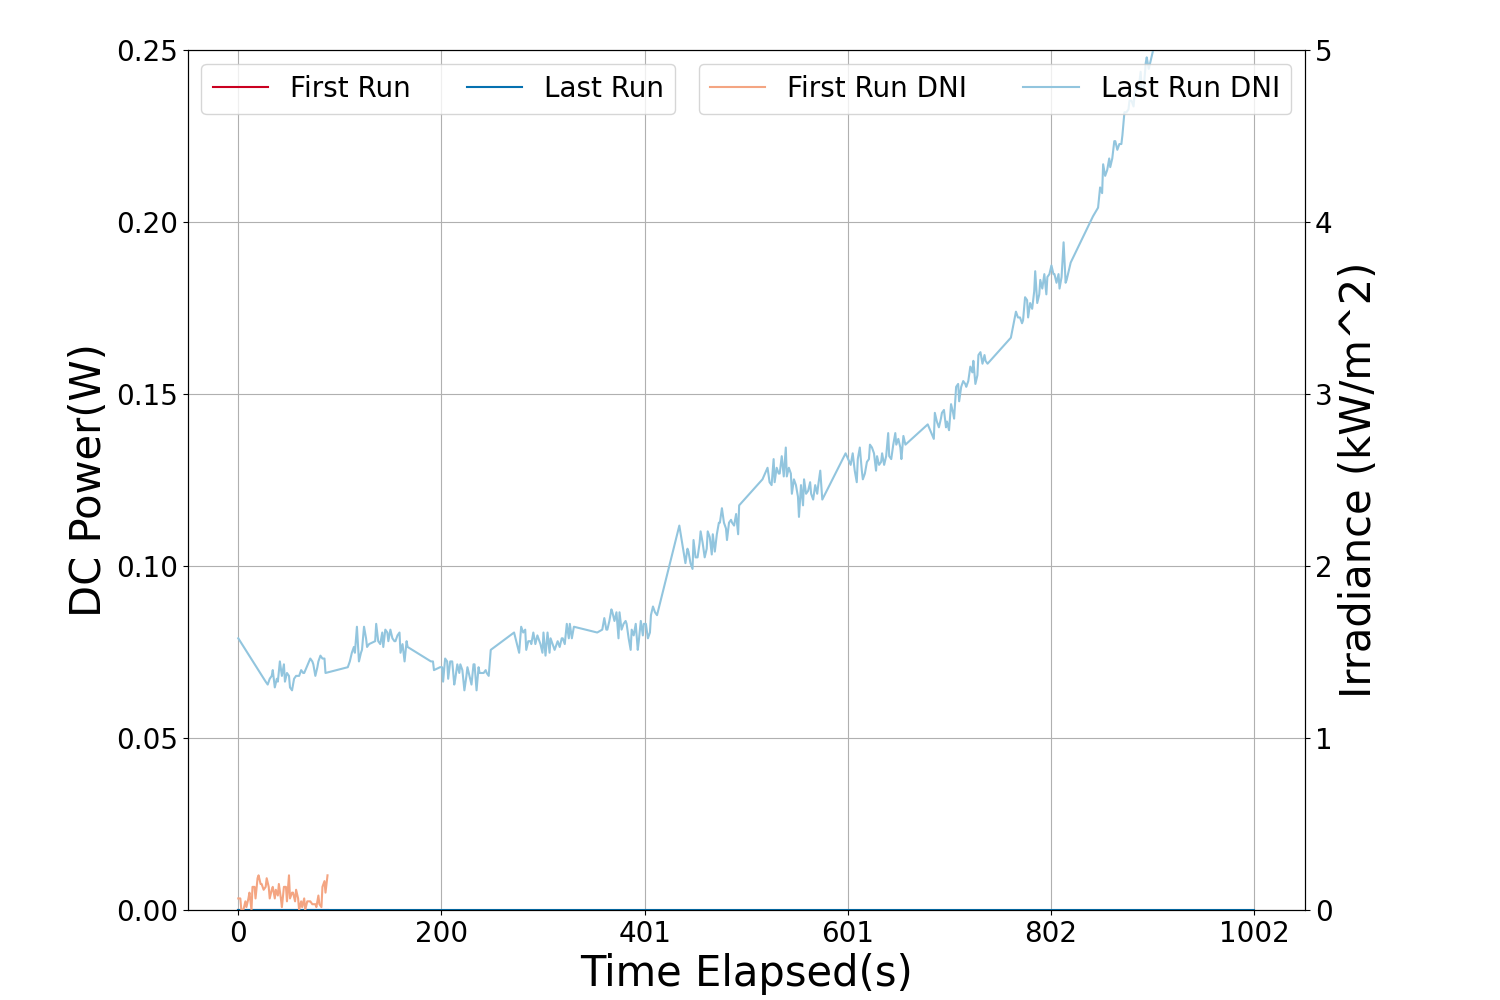 First Run
Last Run
First Run DNI
Last Run DNI
DC Power(W)
0.25
0.20
0.15
0.10
0.05
0.00
5
4
3
2
1
0
Irradiance (kW/m^2)
0 200 401 601 802 1002
Time Elapsed(s)